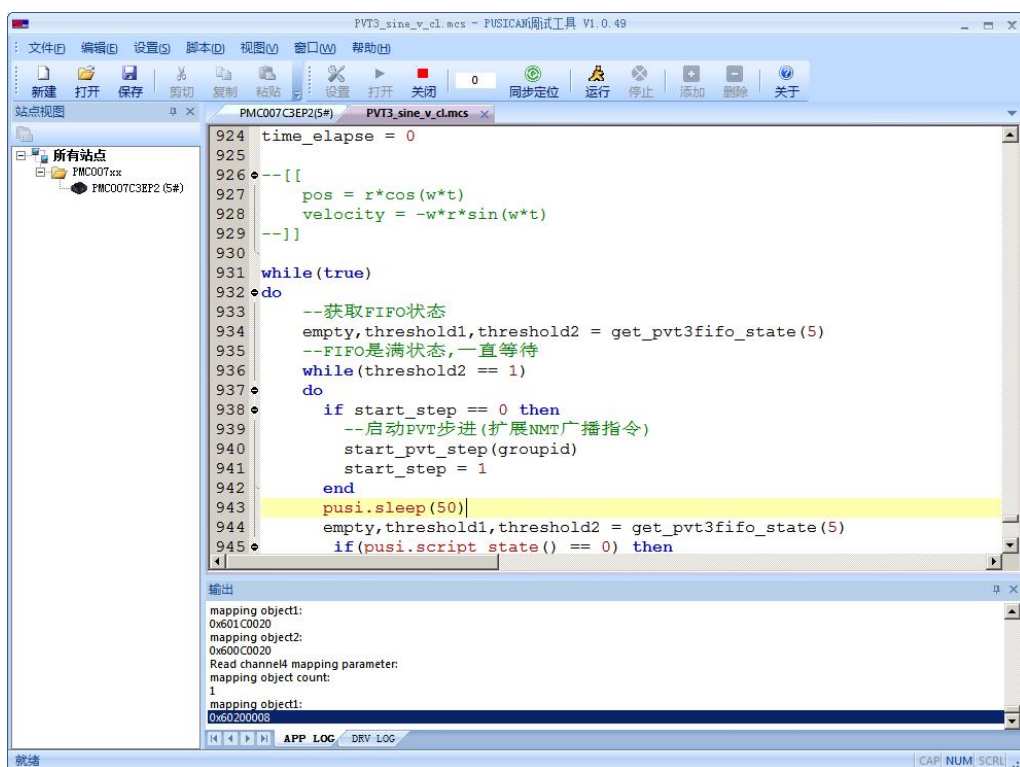 PVT3_sine_v_cl.mcs - PUSICAN调试工具 V1.0.49
文件(F) 编辑(E) 设置(S) 脚本(D) 视图(V) 窗口(W) 帮助(H)
新建 打开 保存 剪切 复制 粘贴 设置 打开 关闭 0 同步定位 运行 停止 添加 删除 关于
站点视图
PMC007C3EP2(5#) PVT3_sine_v_cl.mcs
所有站点
PMC007xx
PMC007C3EP2 (5#)
924 time_elapse = 0
925
926 --[[
927 pos = r*cos(w*t)
928 velocity = -w*r*sin(w*t)
929 --]]
930
931 while(true)
932 do
933 --获取FIFO状态
934 empty,threshold1,threshold2 = get_pvt3fifo_state(5)
935 --FIFO是满状态,一直等待
936 while(threshold2 == 1)
937 do
938 if start_step == 0 then
939 --启动PVT步进(扩展NMT广播指令)
940 start_pvt_step(groupid)
941 start_step = 1
942 end
943 pusi.sleep(50)
944 empty,threshold1,threshold2 = get_pvt3fifo_state(5)
945 if(pusi.script_state() == 0) then
输出
mapping object1:
0x601C0020
mapping object2:
0x600C0020
Read channel4 mapping parameter:
mapping object count:
1
mapping object1:
0x60200008
APP LOG DRV LOG
就绪 CAP NUM SCRL